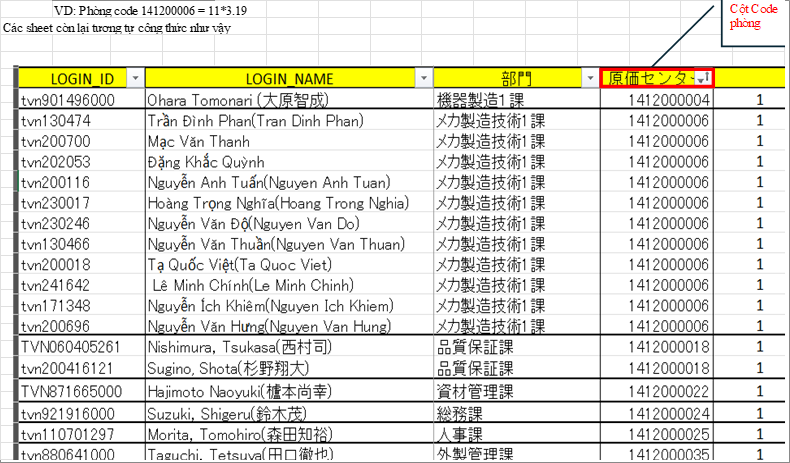 VD: Phòng code 141200006 = 11*3.19
Các sheet còn lại tương tự công thức như vậy
Cột Code
phòng
LOGIN_ID LOGIN_NAME 部門 原価センター
tvn901496000 Ohara Tomonari (大原智成) 機器製造1課 1412000004 1
tvn130474 Trần Đình Phan(Tran Dinh Phan) メカ製造技術1課 1412000006 1
tvn200700 Mạc Văn Thanh メカ製造技術1課 1412000006 1
tvn202053 Đặng Khắc Quỳnh メカ製造技術1課 1412000006 1
tvn200116 Nguyễn Anh Tuấn(Nguyen Anh Tuan) メカ製造技術1課 1412000006 1
tvn230017 Hoàng Trọng Nghĩa(Hoang Trong Nghia) メカ製造技術1課 1412000006 1
tvn230246 Nguyễn Văn Độ(Nguyen Van Do) メカ製造技術1課 1412000006 1
tvn130466 Nguyễn Văn Thuần(Nguyen Van Thuan) メカ製造技術1課 1412000006 1
tvn200018 Tạ Quốc Việt(Ta Quoc Viet) メカ製造技術1課 1412000006 1
tvn241642 Lê Minh Chính(Le Minh Chinh) メカ製造技術1課 1412000006 1
tvn171348 Nguyễn Ích Khiêm(Nguyen Ich Khiem) メカ製造技術1課 1412000006 1
tvn200696 Nguyễn Văn Hưng(Nguyen Van Hung) メカ製造技術1課 1412000006 1
TVN060405261 Nishimura, Tsukasa(西村司) 品質保証課 1412000018 1
tvn200416121 Sugino, Shota(杉野翔大) 品質保証課 1412000018 1
TVN871665000 Hajimoto Naoyuki(櫨本尚幸) 資材管理課 1412000022 1
tvn921916000 Suzuki, Shigeru(鈴木茂) 総務課 1412000024 1
tvn110701297 Morita, Tomohiro(森田知裕) 人事課 1412000025 1
tvn880641000 Taguchi, Tetsuya(田口徹也) 外製管理課 1412000035 1